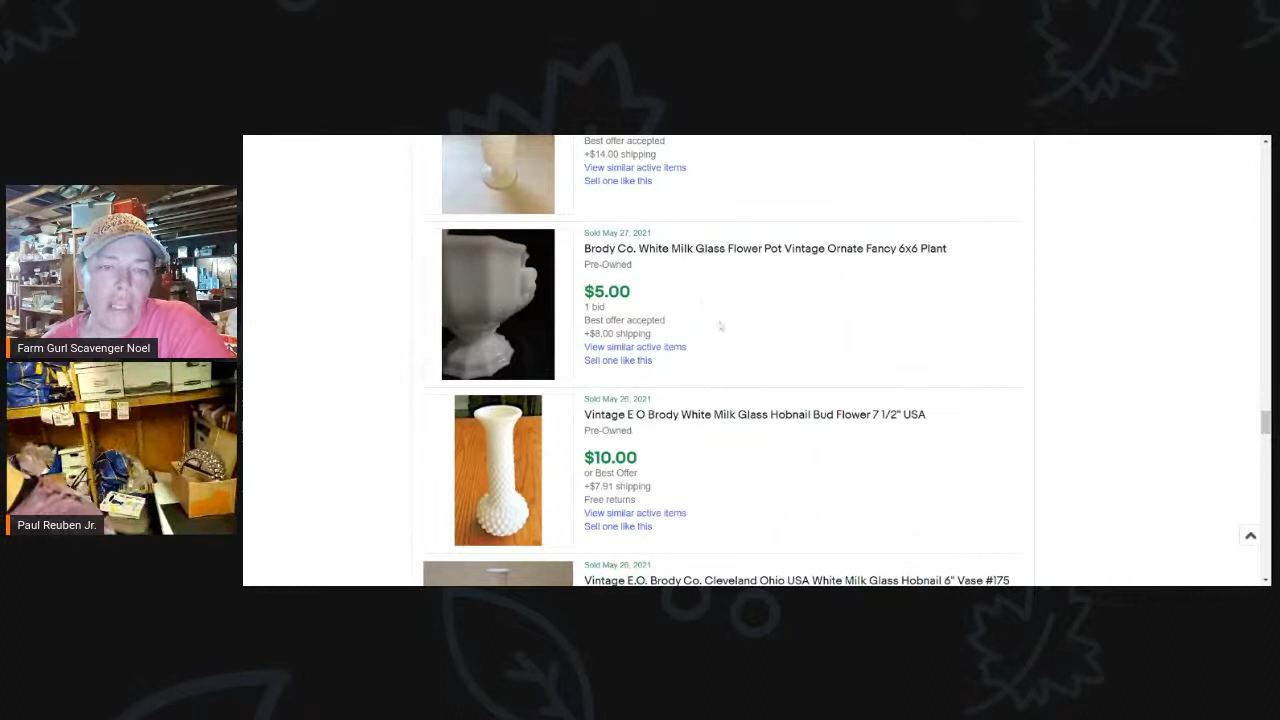 Best offer accepted
+$14.00 shipping
View similar active items
Sell one like this
Sold May 27, 2021
Brody Co. White Milk Glass Flower Pot Vintage Ornate Fancy 6x6 Plant
Pre-Owned
$5.00
1 bid
Best offer accepted
+$8.00 shipping
View similar active items
Sell one like this
Sold May 26, 2021
Vintage E O Brody White Milk Glass Hobnail Bud Flower 7 1/2" USA
Pre-Owned
$10.00
or Best Offer
+$7.91 shipping
Free returns
View similar active items
Sell one like this
Sold May 26, 2021
Vintage E.O. Brody Co. Cleveland Ohio USA White Milk Glass Hobnail 6" Vase #175
Farm Gurl Scavenger Noel
Paul Reuben Jr.